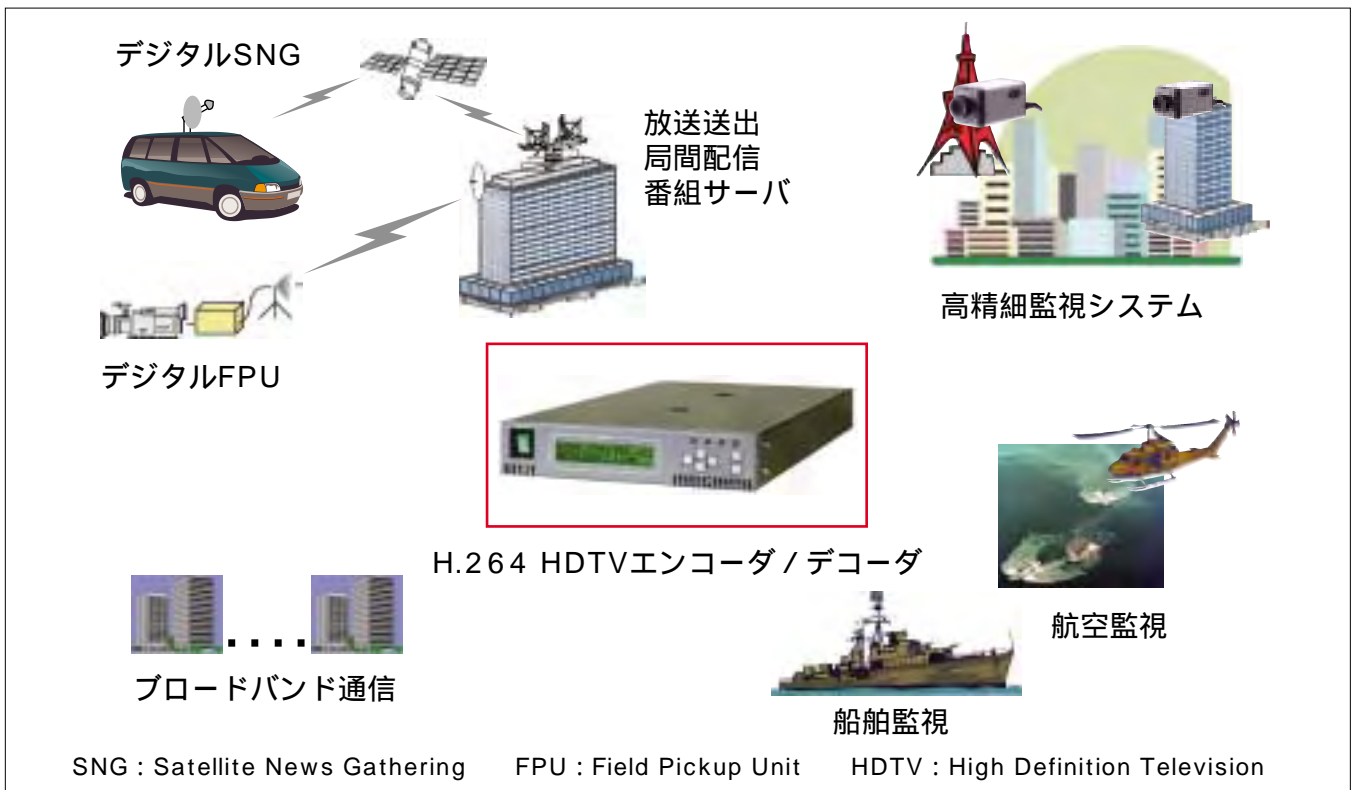 デジタルSNG
放送送出
局間配信
番組サーバ
高精細監視システム
デジタルFPU
H.264 HDTVエンコーダ / デコーダ
航空監視
ブロードバンド通信
船舶監視
SNG : Satellite News Gathering FPU : Field Pickup Unit HDTV : High Definition Television